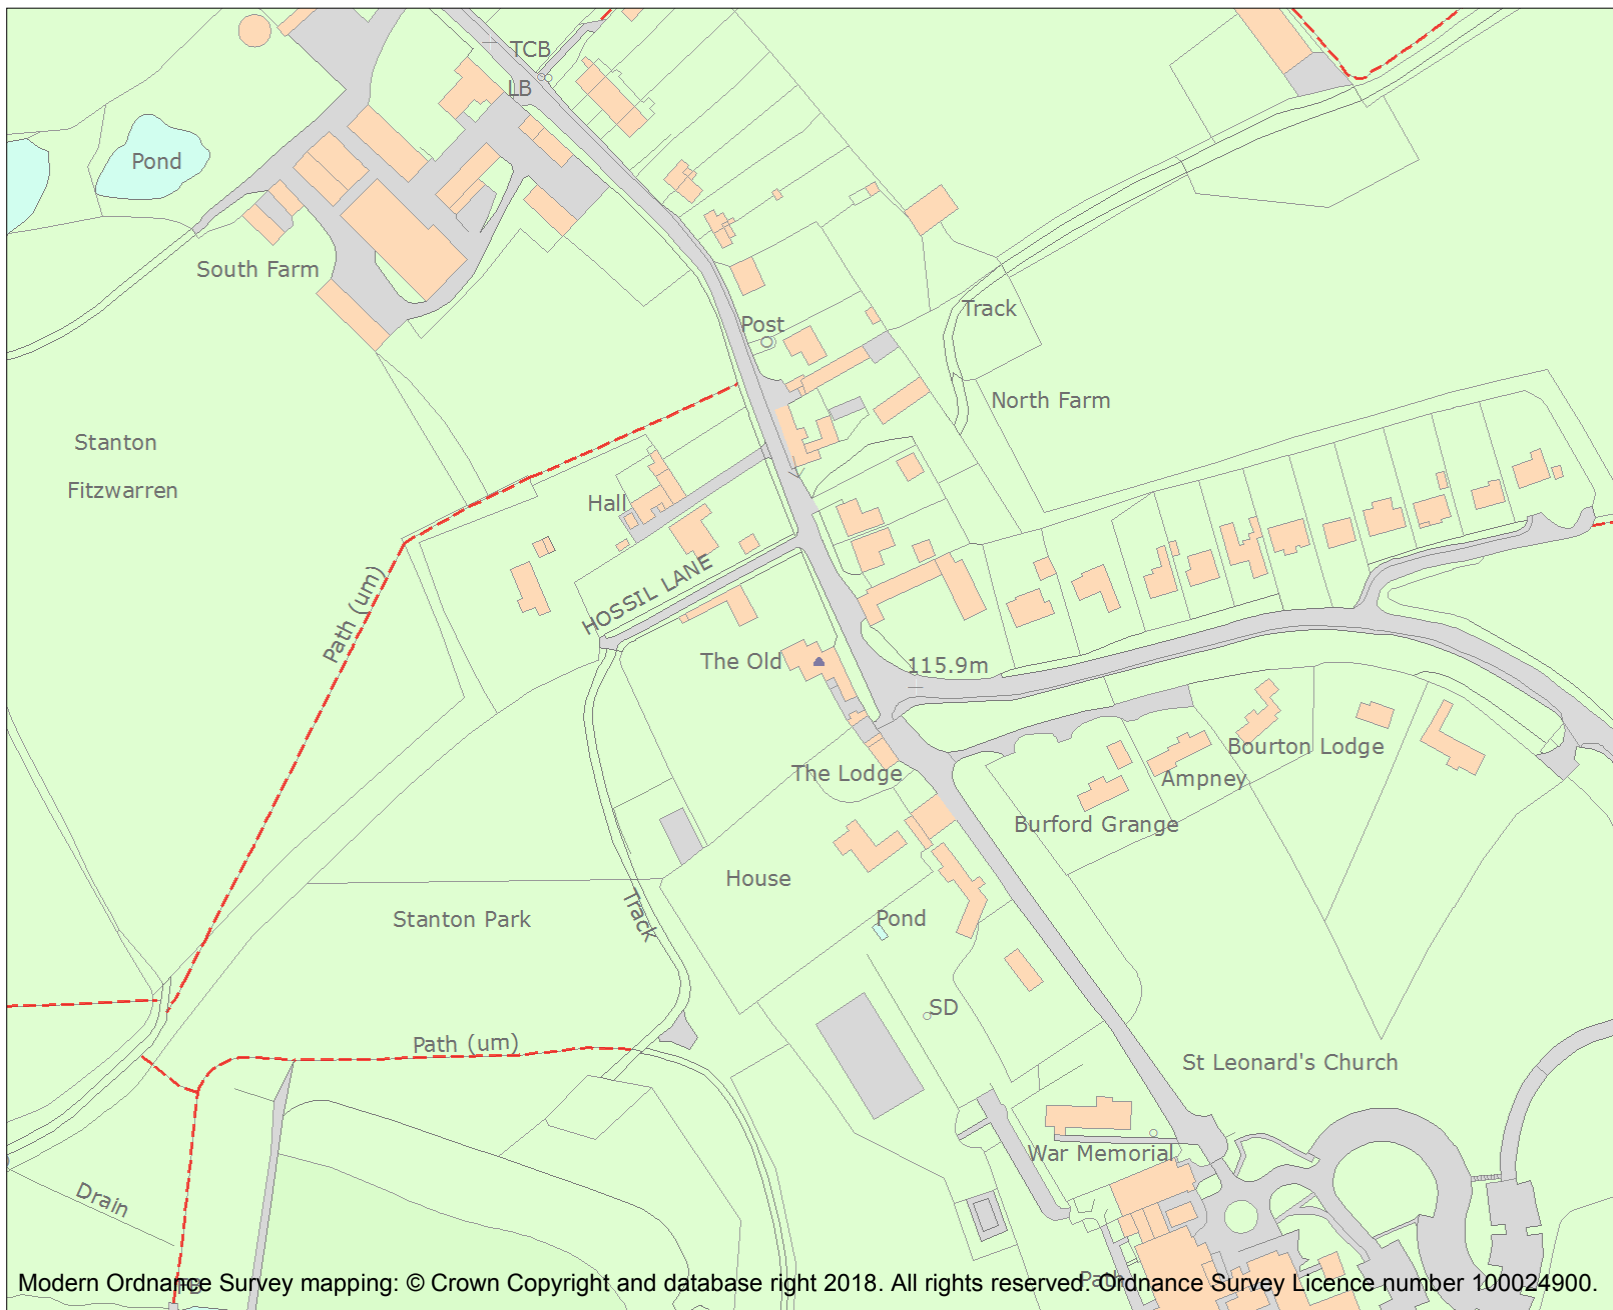 TCB
LB
Pond
South Farm
Track
Post
North Farm
Stanton
Fitzwarren
Hall
HOSSIL LANE
Path (um)
The Old
115.9m
Bourton Lodge
The Lodge
Ampney
Burford Grange
House
Stanton Park
Track
Pond
SD
Path (um)
St Leonard's Church
War Memorial
Drain
FB
Path
Modern Ordnance Survey mapping: © Crown Copyright and database right 2018. All rights reserved. Ordnance Survey Licence number 100024900.